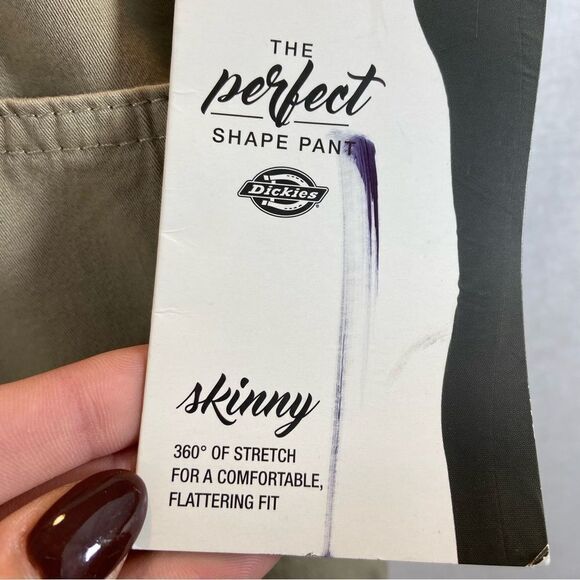 THE
perfect
SHAPE PANT
Dickies
skinny
360° OF STRETCH
FOR A COMFORTABLE,
FLATTERING FIT